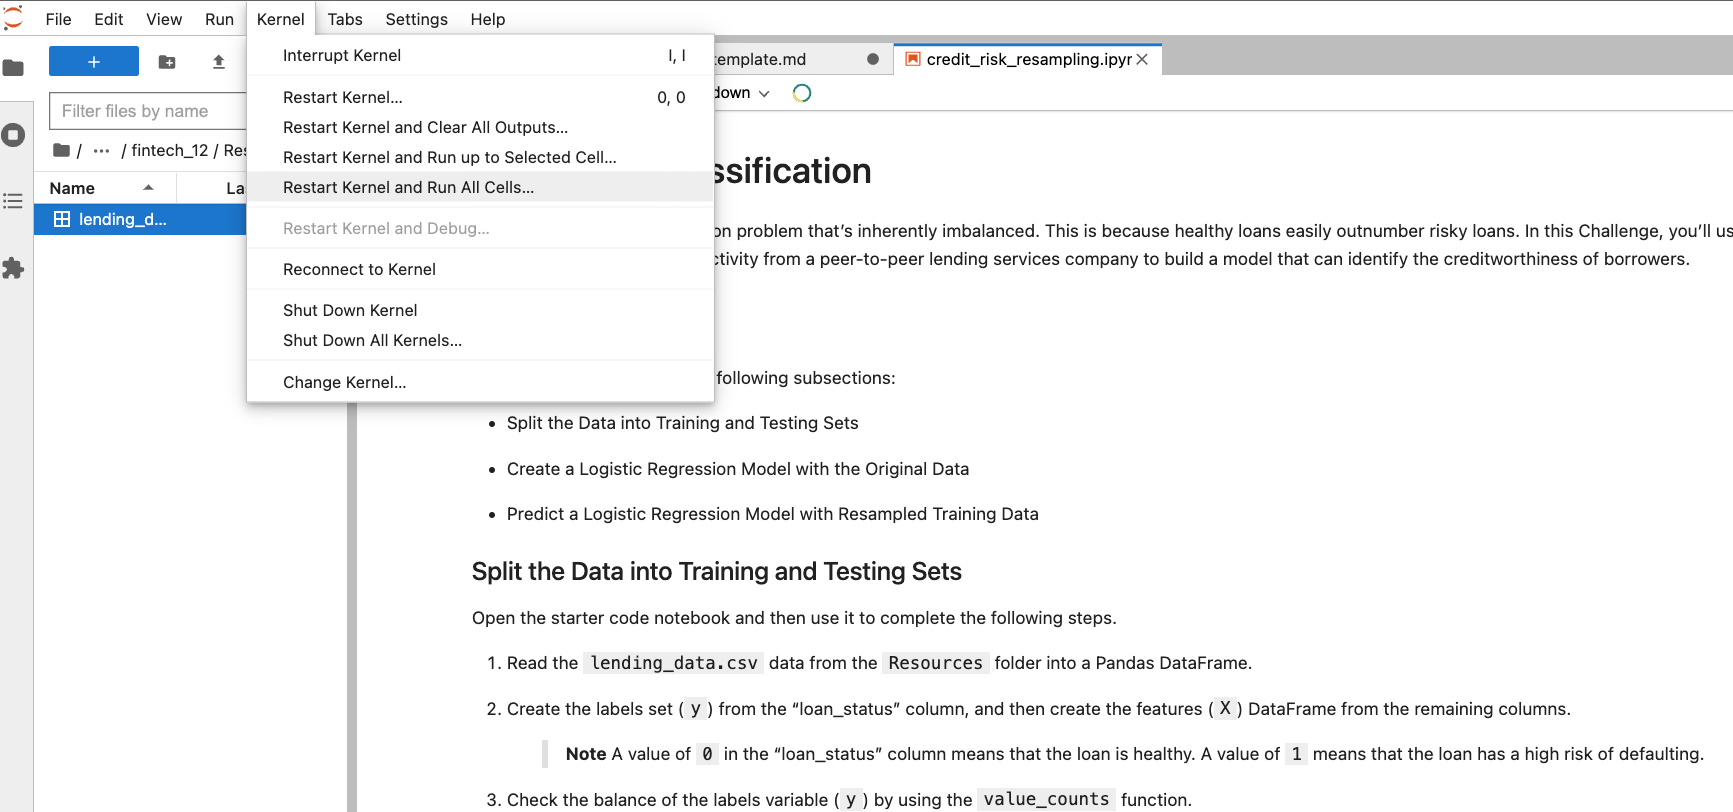 File Edit View Run Kernel Tabs Settings Help
Interrupt Kernel I, I
Restart Kernel... 0, 0
Restart Kernel and Clear All Outputs...
Restart Kernel and Run up to Selected Cell...
Restart Kernel and Run All Cells...
Restart Kernel and Debug...
Reconnect to Kernel
Shut Down Kernel
Shut Down All Kernels...
Change Kernel...
+
Filter files by name
/ ··· / fintech_12 / Res
Name La
lending_d...
template.md
credit_risk_resampling.ipyr
down
ssification
on problem that’s inherently imbalanced. This is because healthy loans easily outnumber risky loans. In this Challenge, you’ll us
ctivity from a peer-to-peer lending services company to build a model that can identify the creditworthiness of borrowers.
following subsections:
• Split the Data into Training and Testing Sets
• Create a Logistic Regression Model with the Original Data
• Predict a Logistic Regression Model with Resampled Training Data
Split the Data into Training and Testing Sets
Open the starter code notebook and then use it to complete the following steps.
1. Read the lending_data.csv data from the Resources folder into a Pandas DataFrame.
2. Create the labels set ( y ) from the “loan_status” column, and then create the features ( X ) DataFrame from the remaining columns.
Note A value of 0 in the “loan_status” column means that the loan is healthy. A value of 1 means that the loan has a high risk of defaulting.
3. Check the balance of the labels variable ( y ) by using the value_counts function.